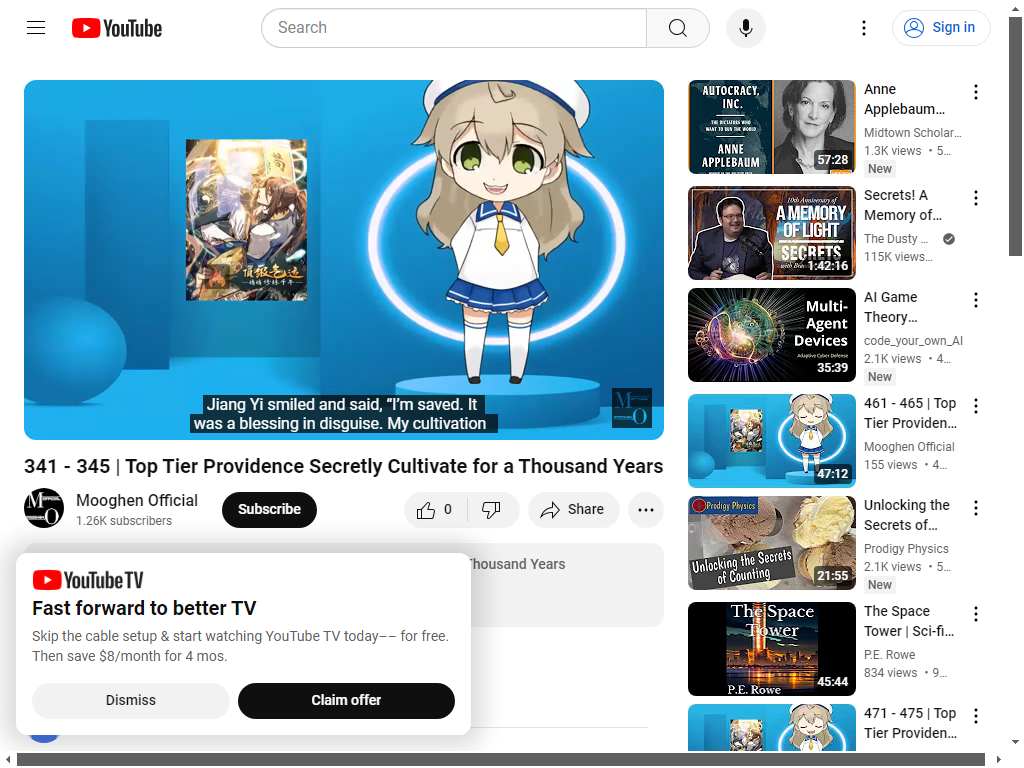 YouTube
Search
Sign in
Jiang Yi smiled and said, “I’m saved. It
was a blessing in disguise. My cultivation
341 - 345 | Top Tier Providence Secretly Cultivate for a Thousand Years
Mooghen Official
1.26K subscribers
Subscribe
0
Share
Thousand Years
YouTube TV
Fast forward to better TV
Skip the cable setup & start watching YouTube TV today–– for free.
Then save $8/month for 4 mos.
Dismiss
Claim offer
AUTOCRACY,
INC.
THE DICTATORS WHO
WANT TO RUN THE WORLD
ANNE
APPLEBAUM
57:28
Anne
Applebaum...
Midtown Scholar...
1.3K views • 5...
New
10th Anniversary of
A MEMORY
OF LIGHT
SECRETS
1:42:16
Secrets! A
Memory of...
The Dusty ...
115K views...
Multi-
Agent
Devices
Adaptive Cyber Defense
35:39
AI Game
Theory...
code_your_own_AI
2.1K views • 4...
New
47:12
461 - 465 | Top
Tier Providen...
Mooghen Official
155 views • 4...
Prodigy Physics
Unlocking the Secrets
of Counting
21:55
Unlocking the
Secrets of...
Prodigy Physics
2.1K views • 5...
New
The Space
Tower
P.E. Rowe
45:44
The Space
Tower | Sci-fi...
P.E. Rowe
834 views • 9...
471 - 475 | Top
Tier Providen...